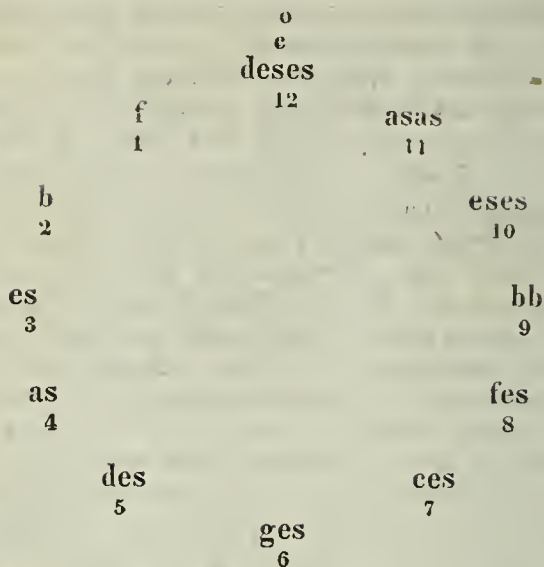 o
c
deses
12
f asas
1 11
b eses
2 10
es bb
3 9
as fes
4 8
des ces
5 7
ges
6